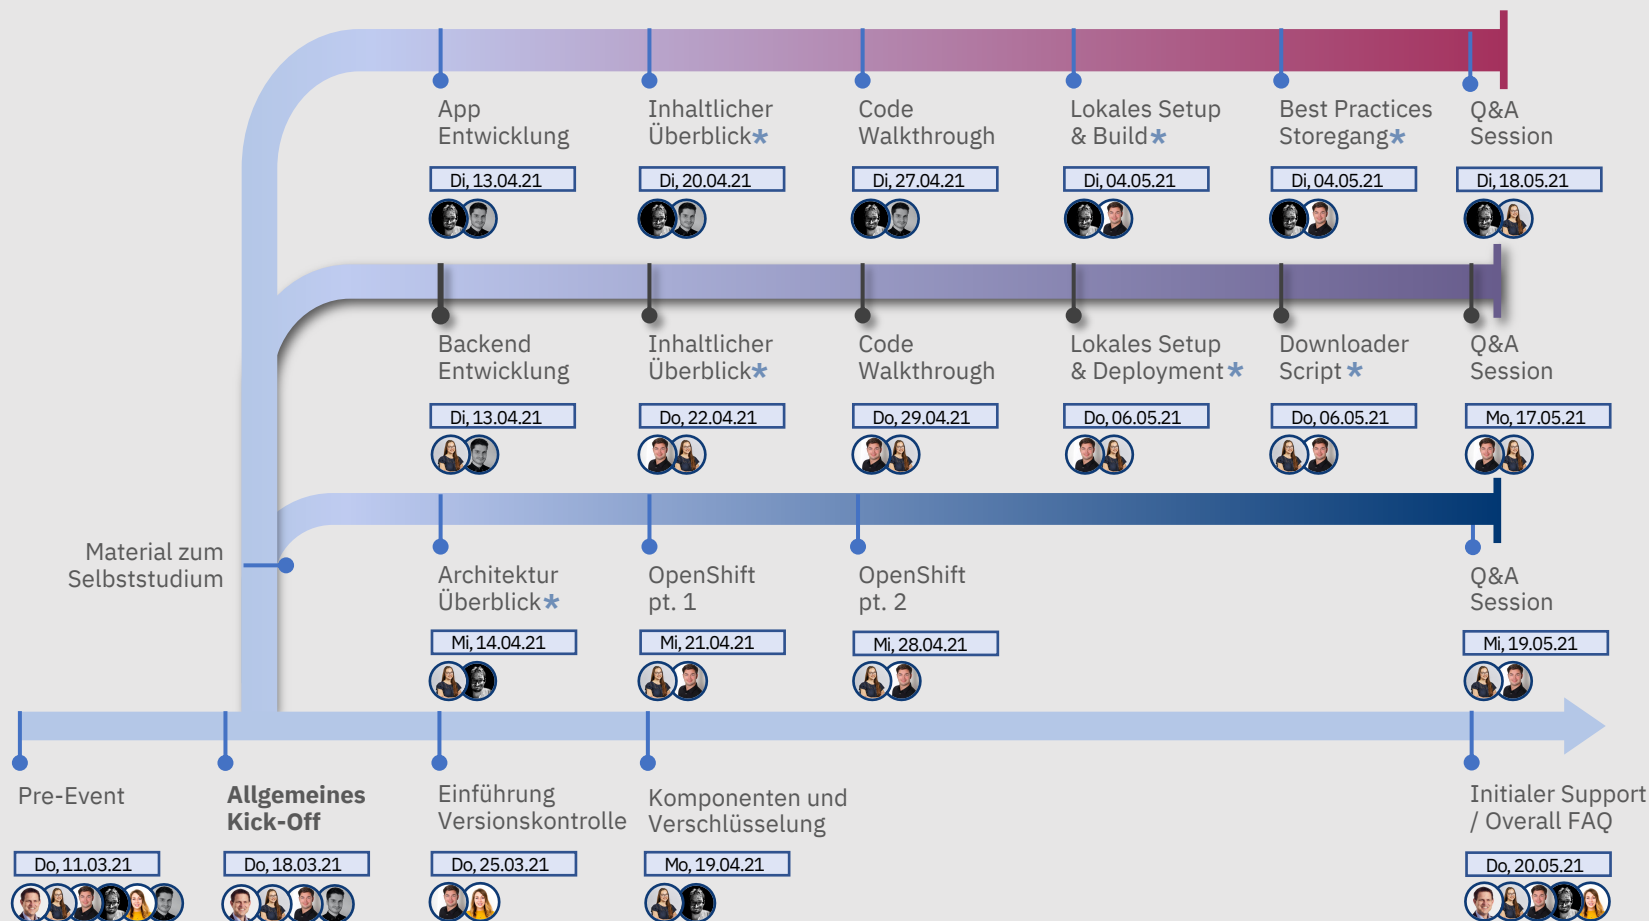 App
Entwicklung
Di, 13.04.21
Inhaltlicher
Überblick*
Di, 20.04.21
Code
Walkthrough
Di, 27.04.21
Lokales Setup
& Build*
Di, 04.05.21
Best Practices
Storegang*
Di, 04.05.21
Q&A
Session
Di, 18.05.21
Backend
Entwicklung
Di, 13.04.21
Inhaltlicher
Überblick*
Do, 22.04.21
Code
Walkthrough
Do, 29.04.21
Lokales Setup
& Deployment*
Do, 06.05.21
Downloader
Script*
Do, 06.05.21
Q&A
Session
Mo, 17.05.21
Material zum
Selbststudium
Architektur
Überblick*
Mi, 14.04.21
OpenShift
pt. 1
Mi, 21.04.21
OpenShift
pt. 2
Mi, 28.04.21
Q&A
Session
Mi, 19.05.21
Pre-Event
Do, 11.03.21
Allgemeines
Kick-Off
Do, 18.03.21
Einführung
Versionskontrolle
Do, 25.03.21
Komponenten und
Verschlüsselung
Mo, 19.04.21
Initialer Support
/ Overall FAQ
Do, 20.05.21